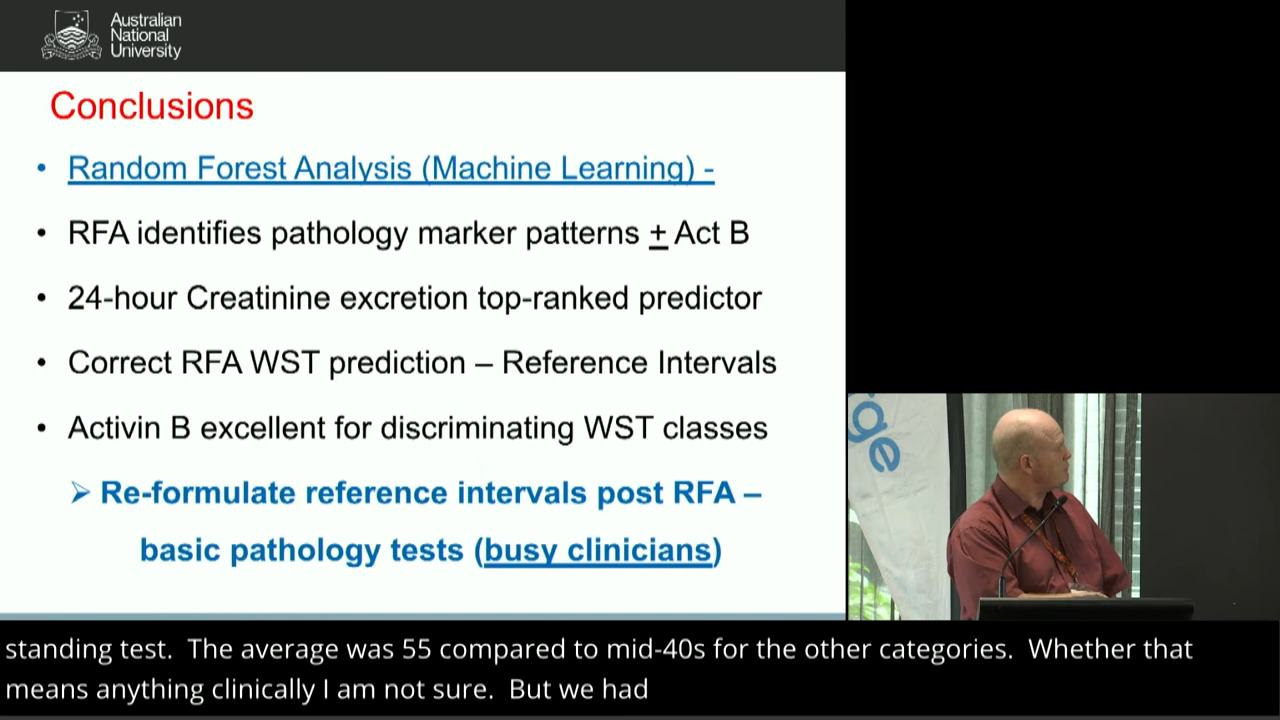 Australian
National
University
Conclusions
• Random Forest Analysis (Machine Learning) -
• RFA identifies pathology marker patterns ± Act B
• 24-hour Creatinine excretion top-ranked predictor
• Correct RFA WST prediction – Reference Intervals
• Activin B excellent for discriminating WST classes
➢ Re-formulate reference intervals post RFA –
basic pathology tests (busy clinicians)
rge
standing test.  The average was 55 compared to mid-40s for the other categories.  Whether that
means anything clinically I am not sure.  But we had